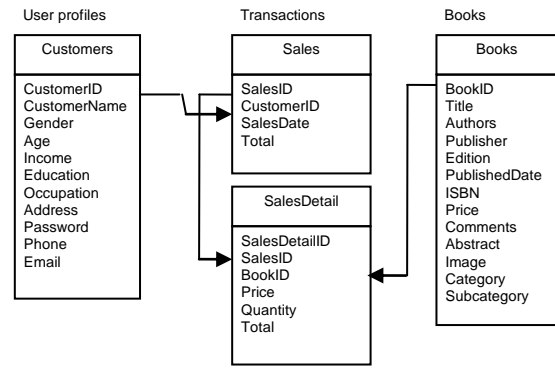 User profiles
Transactions
Books
Customers
CustomerID
CustomerName
Gender
Age
Income
Education
Occupation
Address
Password
Phone
Email
Sales
SalesID
CustomerID
SalesDate
Total
SalesDetail
SalesDetailID
SalesID
BookID
Price
Quantity
Total
Books
BookID
Title
Authors
Publisher
Edition
PublishedDate
ISBN
Price
Comments
Abstract
Image
Category
Subcategory